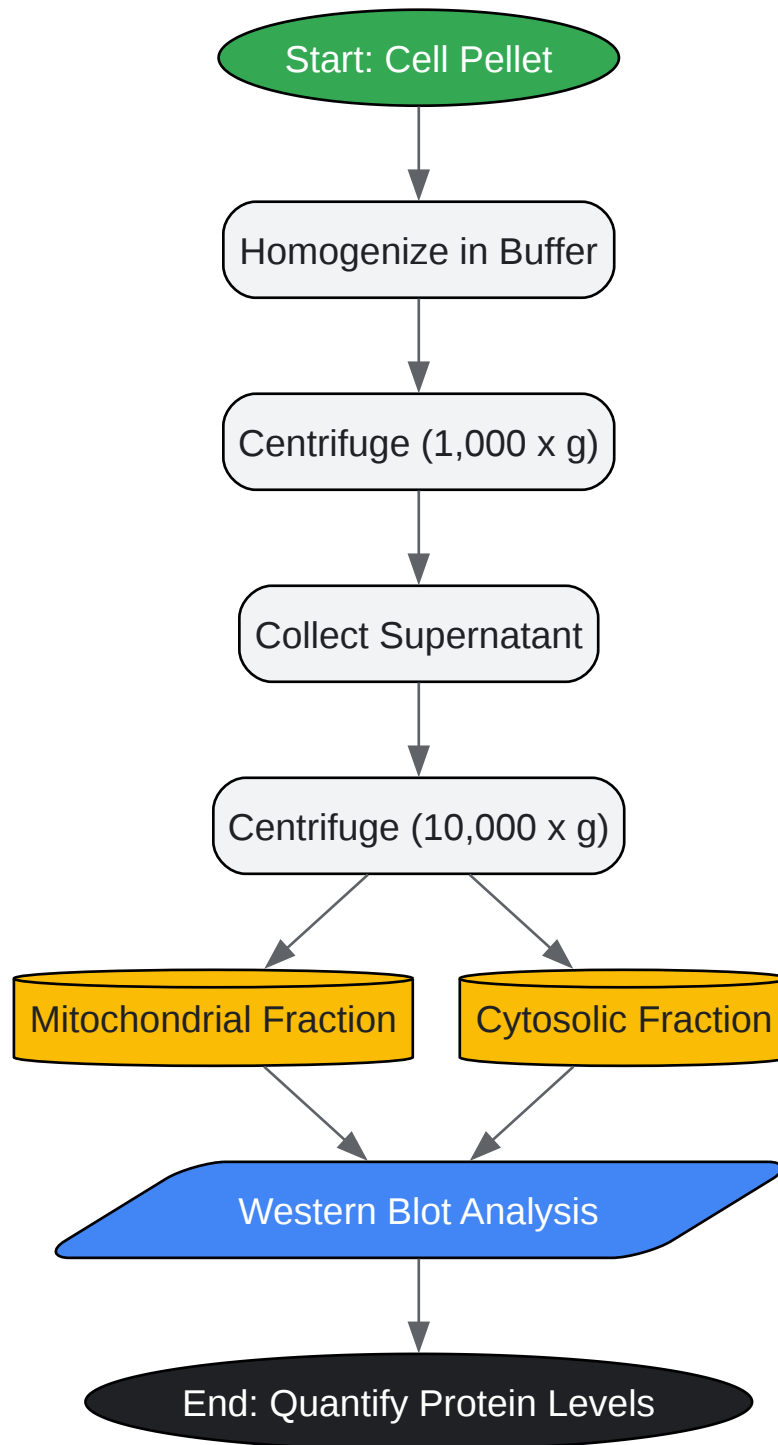 Start: Cell Pellet
Homogenize in Buffer
Centrifuge (1,000 x g)
Collect Supernatant
Centrifuge (10,000 x g)
Mitochondrial Fraction
Cytosolic Fraction
Western Blot Analysis
End: Quantify Protein Levels